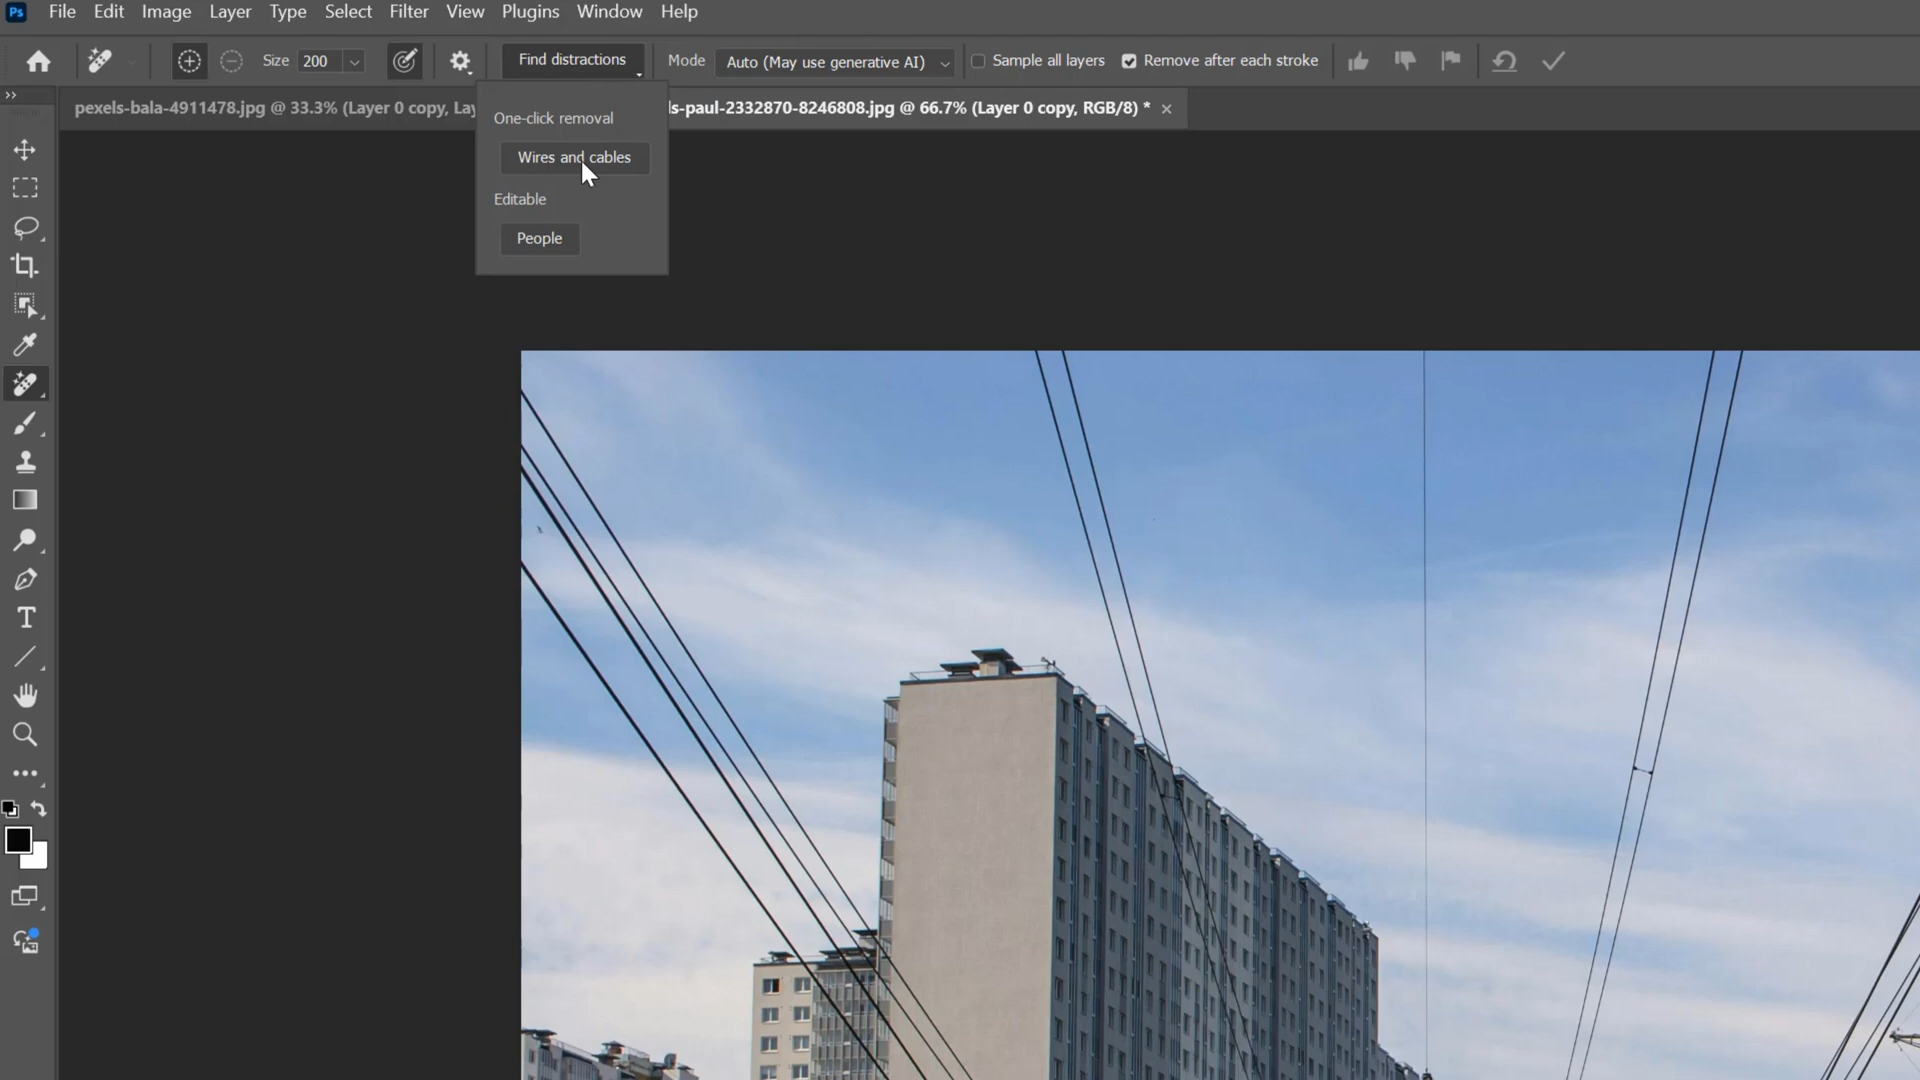 Ps File Edit Image Layer Type Select Filter View Plugins Window Help
Size 200 Find distractions Mode Auto (May use generative AI) Sample all layers Remove after each stroke
pexels-bala-4911478.jpg @ 33.3% (Layer 0 copy, Lay ls-paul-2332870-8246808.jpg @ 66.7% (Layer 0 copy, RGB/8) *
One-click removal
Wires and cables
Editable
People